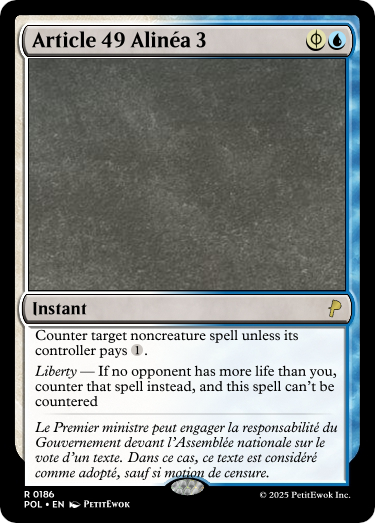 Article 49 Alinéa 3
Instant
Counter target noncreature spell unless its
controller pays 1.
Liberty — If no opponent has more life than you,
counter that spell instead, and this spell can't be
countered
Le Premier ministre peut engager la responsabilité du
Gouvernement devant l'Assemblée nationale sur le
vote d'un texte. Dans ce cas, ce texte est considéré
comme adopté, sauf si motion de censure.
R 0186
POL • EN PetitEwok
© 2025 PetitEwok Inc.